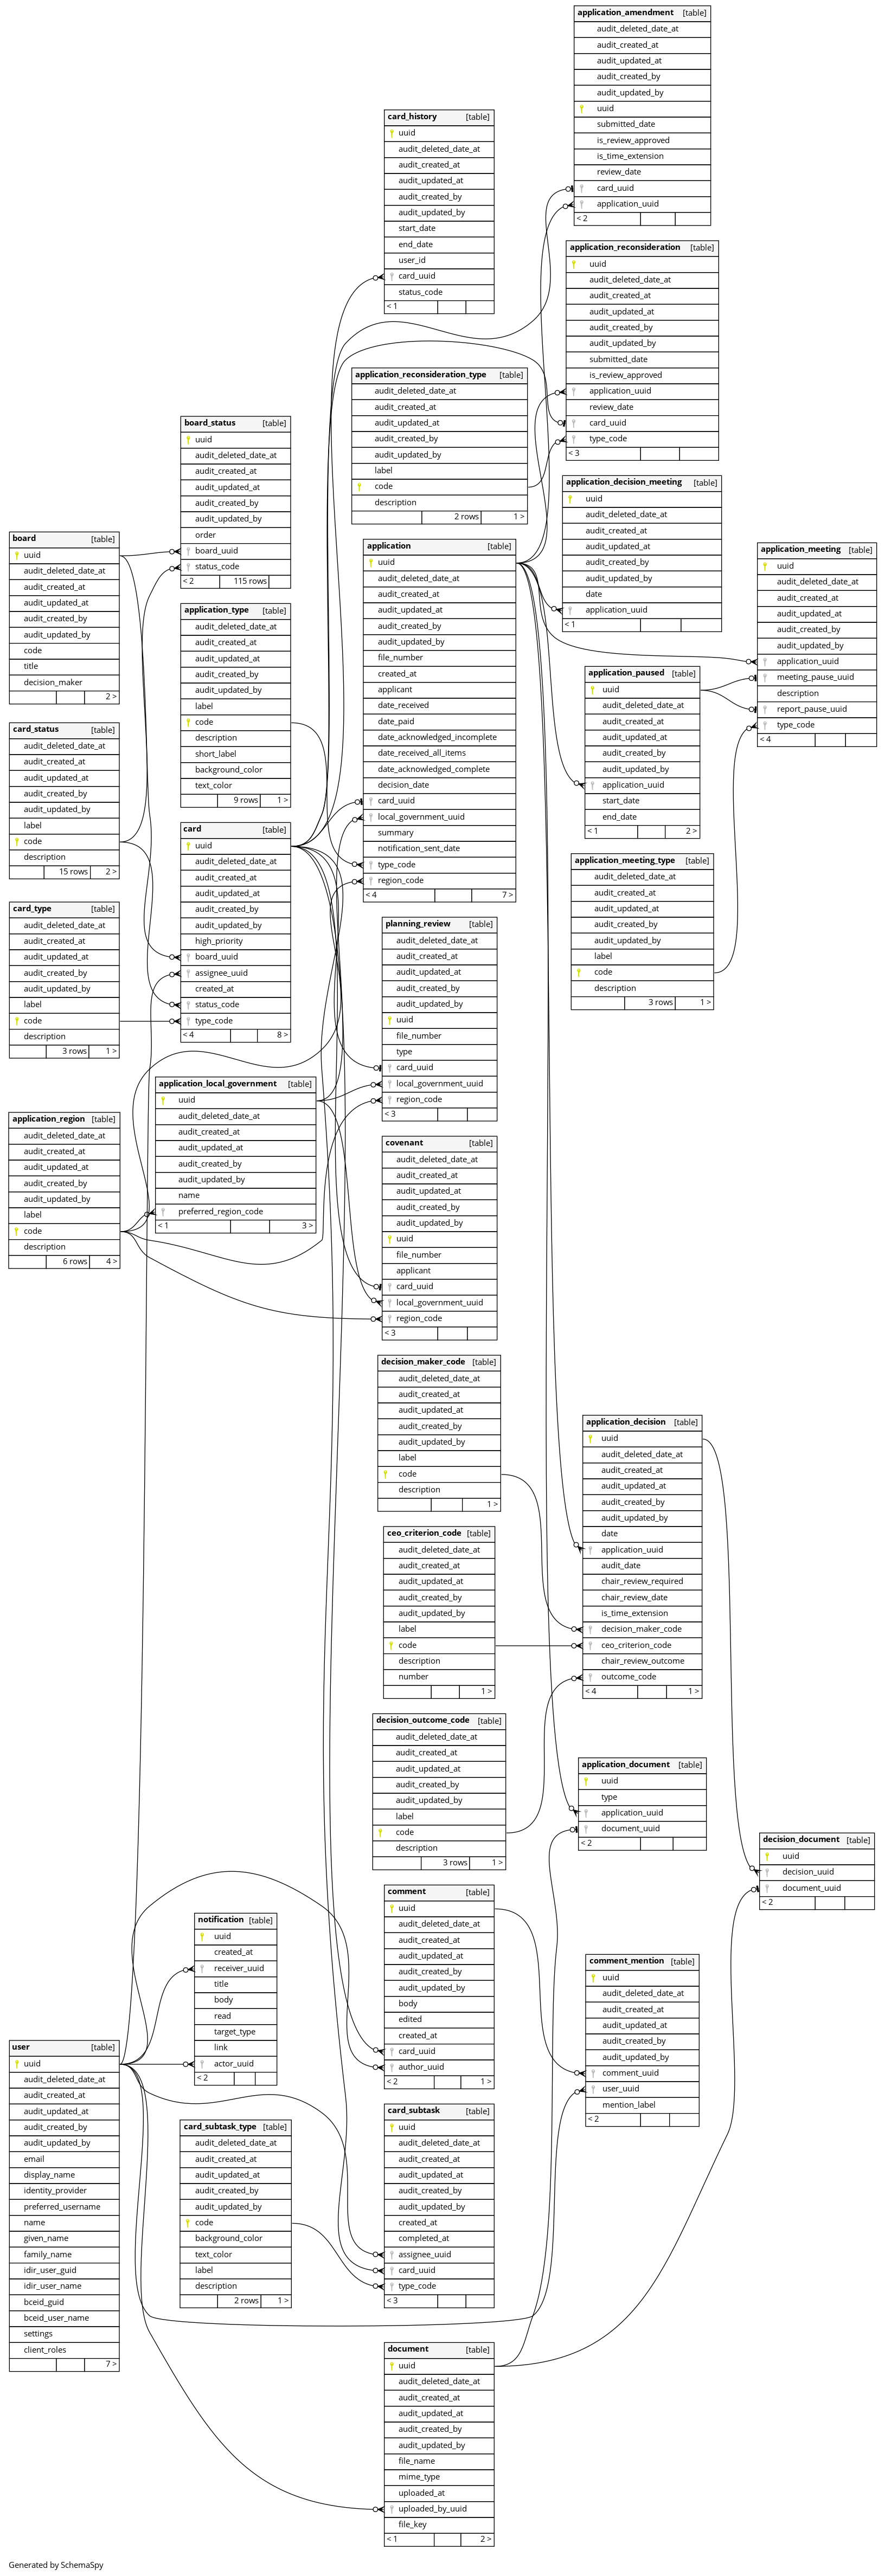 application_amendment [table]
audit_deleted_date_at
audit_created_at
audit_updated_at
audit_created_by
audit_updated_by
uuid
submitted_date
is_review_approved
is_time_extension
review_date
card_uuid
application_uuid
< 2
card_history [table]
uuid
audit_deleted_date_at
audit_created_at
audit_updated_at
audit_created_by
audit_updated_by
start_date
end_date
user_id
card_uuid
status_code
< 1
application_reconsideration [table]
uuid
audit_deleted_date_at
audit_created_at
audit_updated_at
audit_created_by
audit_updated_by
submitted_date
is_review_approved
application_uuid
review_date
card_uuid
type_code
< 3
application_reconsideration_type [table]
audit_deleted_date_at
audit_created_at
audit_updated_at
audit_created_by
audit_updated_by
label
code
description
2 rows 1 >
board_status [table]
uuid
audit_deleted_date_at
audit_created_at
audit_updated_at
audit_created_by
audit_updated_by
order
board_uuid
status_code
< 2 115 rows
application_decision_meeting [table]
uuid
audit_deleted_date_at
audit_created_at
audit_updated_at
audit_created_by
audit_updated_by
date
application_uuid
< 1
board [table]
uuid
audit_deleted_date_at
audit_created_at
audit_updated_at
audit_created_by
audit_updated_by
code
title
decision_maker
2 >
application [table]
uuid
audit_deleted_date_at
audit_created_at
audit_updated_at
audit_created_by
audit_updated_by
file_number
created_at
applicant
date_received
date_paid
date_acknowledged_incomplete
date_received_all_items
date_acknowledged_complete
decision_date
card_uuid
local_government_uuid
summary
notification_sent_date
type_code
region_code
< 4 7 >
application_meeting [table]
uuid
audit_deleted_date_at
audit_created_at
audit_updated_at
audit_created_by
audit_updated_by
application_uuid
meeting_pause_uuid
description
report_pause_uuid
type_code
< 4
application_type [table]
audit_deleted_date_at
audit_created_at
audit_updated_at
audit_created_by
audit_updated_by
label
code
description
short_label
background_color
text_color
9 rows 1 >
application_paused [table]
uuid
audit_deleted_date_at
audit_created_at
audit_updated_at
audit_created_by
audit_updated_by
application_uuid
start_date
end_date
< 1 2 >
card_status [table]
audit_deleted_date_at
audit_created_at
audit_updated_at
audit_created_by
audit_updated_by
label
code
description
15 rows 2 >
card [table]
uuid
audit_deleted_date_at
audit_created_at
audit_updated_at
audit_created_by
audit_updated_by
high_priority
board_uuid
assignee_uuid
created_at
status_code
type_code
< 4 8 >
application_meeting_type [table]
audit_deleted_date_at
audit_created_at
audit_updated_at
audit_created_by
audit_updated_by
label
code
description
3 rows 1 >
card_type [table]
audit_deleted_date_at
audit_created_at
audit_updated_at
audit_created_by
audit_updated_by
label
code
description
3 rows 1 >
planning_review [table]
audit_deleted_date_at
audit_created_at
audit_updated_at
audit_created_by
audit_updated_by
uuid
file_number
type
card_uuid
local_government_uuid
region_code
< 3
application_local_government [table]
uuid
audit_deleted_date_at
audit_created_at
audit_updated_at
audit_created_by
audit_updated_by
name
preferred_region_code
< 1 3 >
application_region [table]
audit_deleted_date_at
audit_created_at
audit_updated_at
audit_created_by
audit_updated_by
label
code
description
6 rows 4 >
covenant [table]
audit_deleted_date_at
audit_created_at
audit_updated_at
audit_created_by
audit_updated_by
uuid
file_number
applicant
card_uuid
local_government_uuid
region_code
< 3
decision_maker_code [table]
audit_deleted_date_at
audit_created_at
audit_updated_at
audit_created_by
audit_updated_by
label
code
description
1 >
application_decision [table]
uuid
audit_deleted_date_at
audit_created_at
audit_updated_at
audit_created_by
audit_updated_by
date
application_uuid
audit_date
chair_review_required
chair_review_date
is_time_extension
decision_maker_code
ceo_criterion_code
chair_review_outcome
outcome_code
< 4 1 >
ceo_criterion_code [table]
audit_deleted_date_at
audit_created_at
audit_updated_at
audit_created_by
audit_updated_by
label
code
description
number
1 >
decision_outcome_code [table]
audit_deleted_date_at
audit_created_at
audit_updated_at
audit_created_by
audit_updated_by
label
code
description
3 rows 1 >
application_document [table]
uuid
type
application_uuid
document_uuid
< 2
decision_document [table]
uuid
decision_uuid
document_uuid
< 2
comment [table]
uuid
audit_deleted_date_at
audit_created_at
audit_updated_at
audit_created_by
audit_updated_by
body
edited
created_at
card_uuid
author_uuid
< 2 1 >
notification [table]
uuid
created_at
receiver_uuid
title
body
read
target_type
link
actor_uuid
< 2
comment_mention [table]
uuid
audit_deleted_date_at
audit_created_at
audit_updated_at
audit_created_by
audit_updated_by
comment_uuid
user_uuid
mention_label
< 2
user [table]
uuid
audit_deleted_date_at
audit_created_at
audit_updated_at
audit_created_by
audit_updated_by
email
display_name
identity_provider
preferred_username
name
given_name
family_name
idir_user_guid
idir_user_name
bceid_guid
bceid_user_name
settings
client_roles
7 >
card_subtask_type [table]
audit_deleted_date_at
audit_created_at
audit_updated_at
audit_created_by
audit_updated_by
code
background_color
text_color
label
description
2 rows 1 >
card_subtask [table]
uuid
audit_deleted_date_at
audit_created_at
audit_updated_at
audit_created_by
audit_updated_by
created_at
completed_at
assignee_uuid
card_uuid
type_code
< 3
document [table]
uuid
audit_deleted_date_at
audit_created_at
audit_updated_at
audit_created_by
audit_updated_by
file_name
mime_type
uploaded_at
uploaded_by_uuid
file_key
< 1 2 >
Generated by SchemaSpy